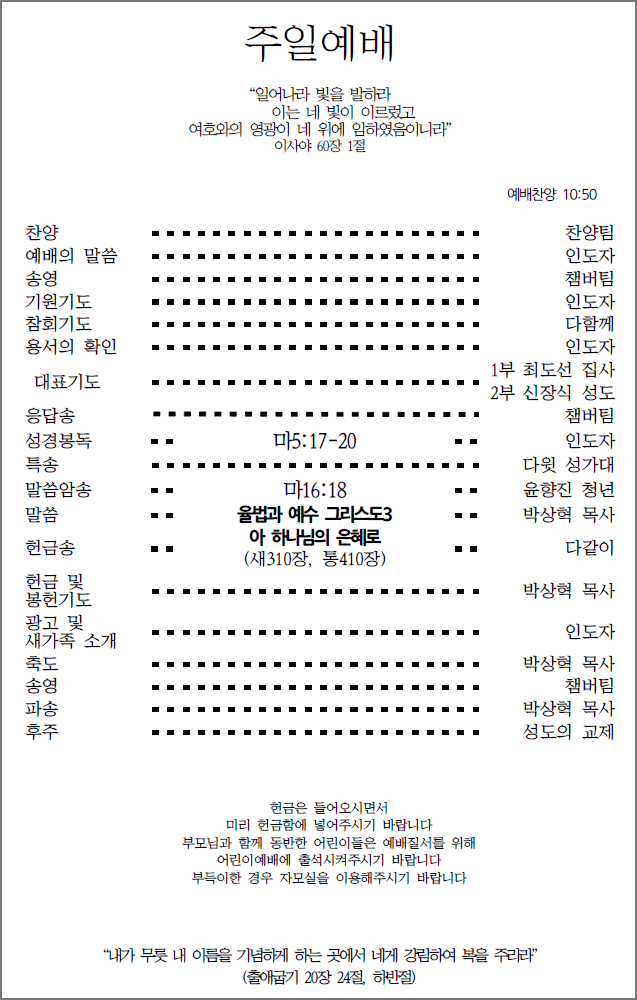 주일예배
“일어나라 빛을 발하라
이는 네 빛이 이르렀고
여호와의 영광이 네 위에 임하였음이니라”
이사야 60장 1절
예배찬양 10:50
찬양 찬양팀
예배의 말씀 인도자
송영 챔버팀
기원기도 인도자
참회기도 다함께
용서의 확인 인도자
대표기도 1부 최도선 집사
2부 신장식 성도
응답송 챔버팀
성경봉독 마5:17-20 인도자
특송 다윗 성가대
말씀암송 마16:18 윤향진 청년
말씀 율법과 예수 그리스도3 박상혁 목사
헌금송 아 하나님의 은혜로 다같이
(새310장, 통410장)
헌금 및
봉헌기도 박상혁 목사
광고 및
새가족 소개 인도자
축도 박상혁 목사
송영 챔버팀
파송 박상혁 목사
후주 성도의 교제
헌금은 들어오시면서
미리 헌금함에 넣어주시기 바랍니다
부모님과 함께 동반한 어린이들은 예배질서를 위해
어린이예배에 출석시켜주시기 바랍니다
부득이한 경우 자모실을 이용해주시기 바랍니다
“내가 무릇 내 이름을 기념하게 하는 곳에서 네게 강림하여 복을 주리라”
(출애굽기 20장 24절, 하반절)